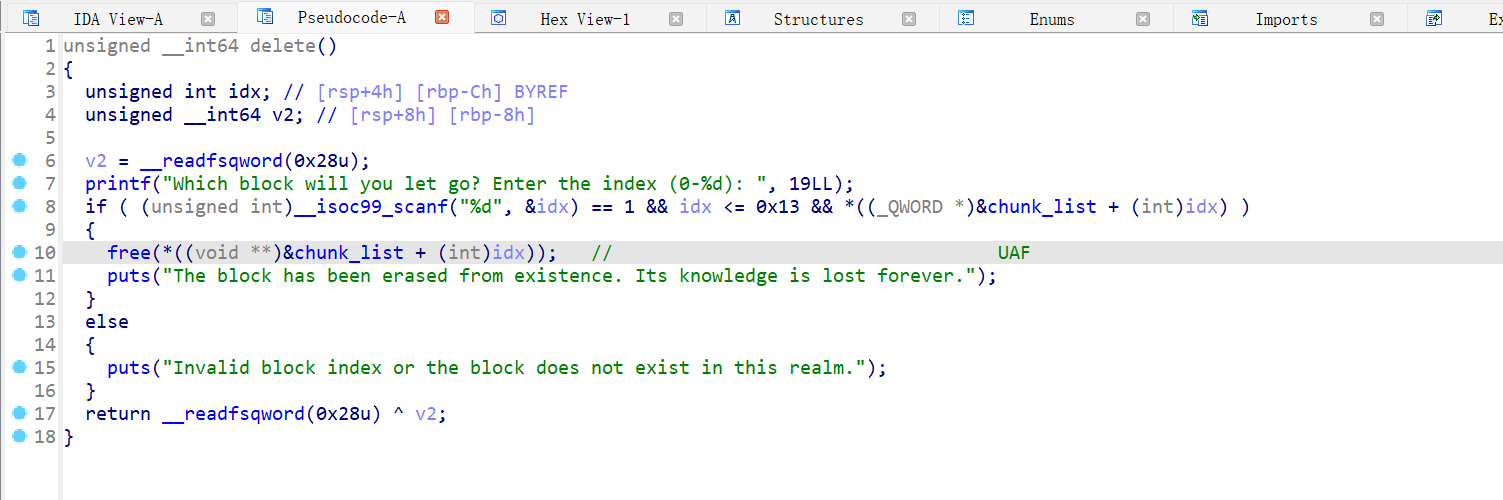 IDA View-A Pseudocode-A Hex View-1 Structures Enums Imports Ex
1 unsigned __int64 delete()
2 {
3   unsigned int idx; // [rsp+4h] [rbp-Ch] BYREF
4   unsigned __int64 v2; // [rsp+8h] [rbp-8h]
5
6   v2 = __readfsqword(0x28u);
7   printf("Which block will you let go? Enter the index (0-%d): ", 19LL);
8   if ( (unsigned int)__isoc99_scanf("%d", &idx) == 1 && idx <= 0x13 && *((_QWORD *)&chunk_list + (int)idx) )
9   {
10     free(*((void **)&chunk_list + (int)idx));   //                                   UAF
11     puts("The block has been erased from existence. Its knowledge is lost forever.");
12   }
13   else
14   {
15     puts("Invalid block index or the block does not exist in this realm.");
16   }
17   return __readfsqword(0x28u) ^ v2;
18 }